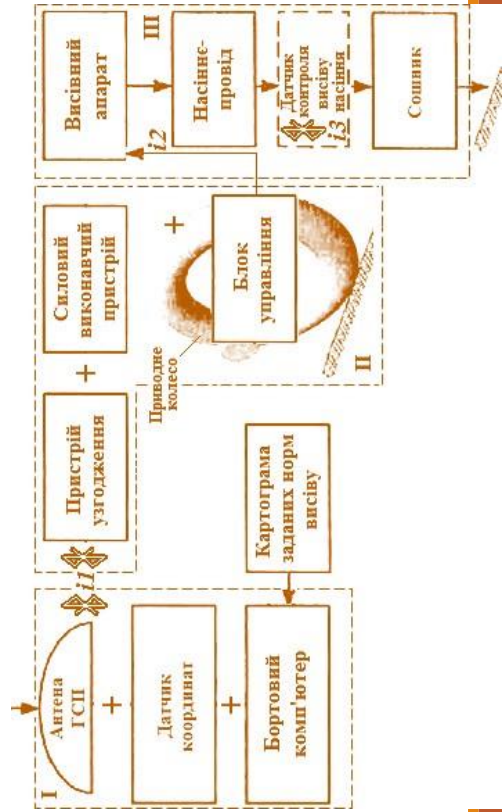 I
Антена
ГСП
+
Датчик
координат
+
Бортовий
комп'ютер
i1
Пристрій
узгодження
+
Силовий
виконавчий
пристрій
Картограма
заданих норм
висіву
Приводне
колесо
Блок
управління
+
II
III
Висівний
апарат
i2
Насіннє-
провід
Датчик
контроля
висіву
насіння
i3
Сошник